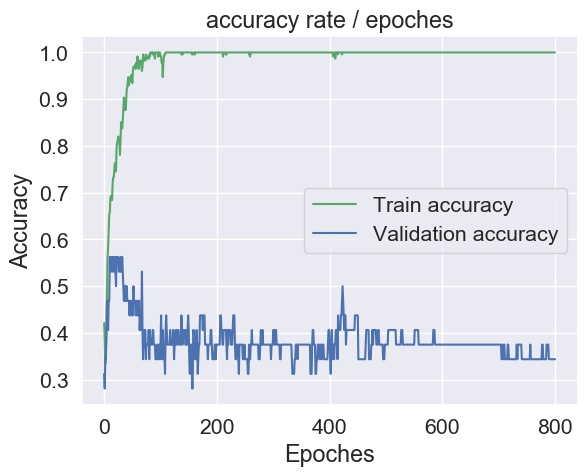 accuracy rate / epoches
1.0
0.9
0.8
0.7
0.6
0.5
0.4
0.3
Accuracy
Train accuracy
Validation accuracy
0 200 400 600 800
Epoches